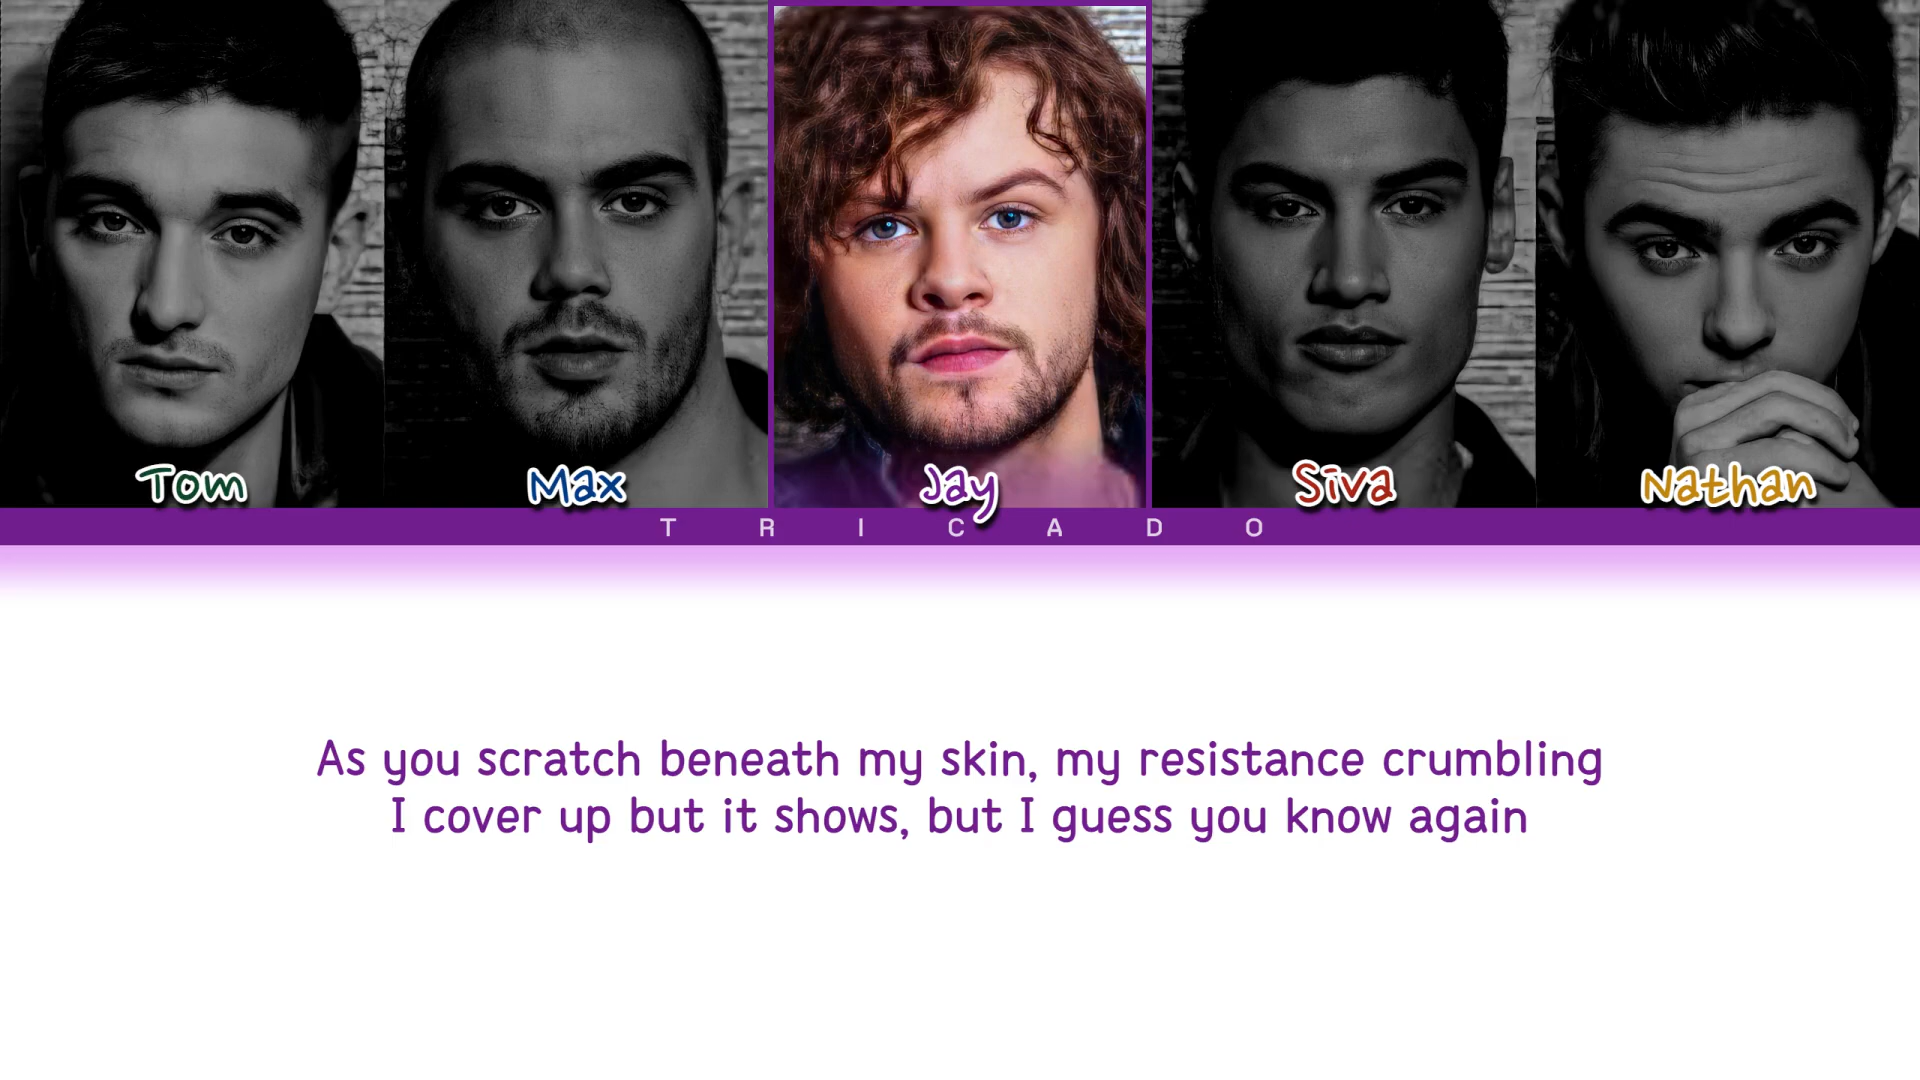 Tom Max Jay Siva Nathan
TRICADO
As you scratch beneath my skin, my resistance crumbling
I cover up but it shows, but I guess you know again